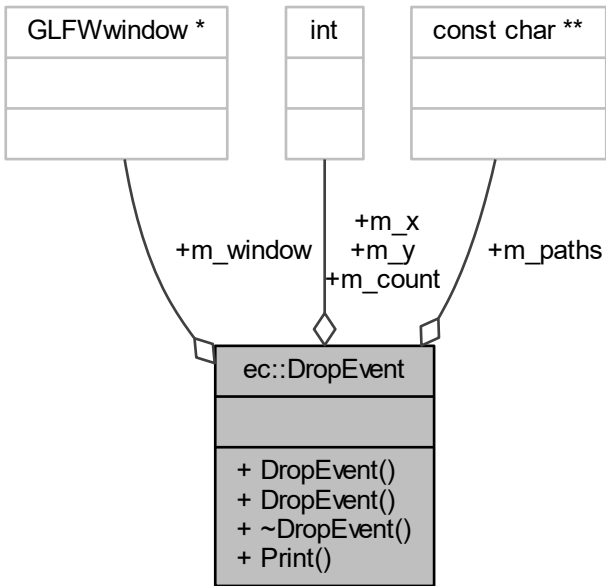 GLFWwindow *
int
const char **
+m_window
+m_x
+m_y
+m_count
+m_paths
ec::DropEvent
+ DropEvent()
+ DropEvent()
+ ~DropEvent()
+ Print()